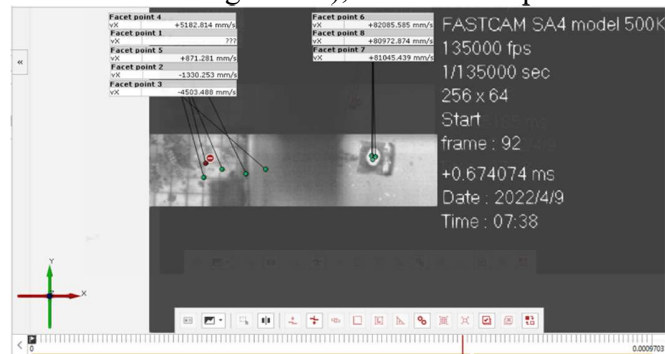 Facet point 4
vX +5182.814 mm/s
Facet point 1
vX ???
Facet point 5
vX +871.281 mm/s
Facet point 2
vX -1330.253 mm/s
Facet point 3
vX -4503.488 mm/s
Facet point 6
vX +82085.585 mm/s
Facet point 8
vX +80972.874 mm/s
Facet point 7
vX +81045.439 mm/s
FASTCAM SA4 model 500K
135000 fps
1/135000 sec
256 x 64
Start
frame : 92
+0.674074 ms
Date : 2022/4/9
Time : 07:38
Y
X
0
0.0009703